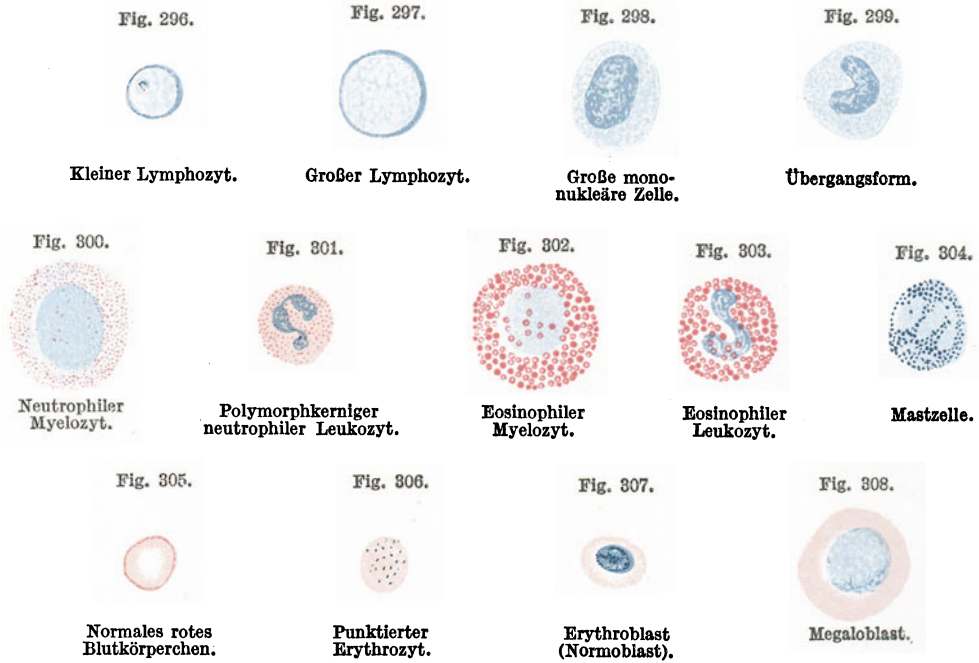 Fig. 296.
Fig. 297.
Fig. 298.
Fig. 299.
Kleiner Lymphozyt.
Großer Lymphozyt.
Große mono-
nukleäre Zelle.
Übergangsform.
Fig. 300.
Fig. 301.
Fig. 302.
Fig. 303.
Fig. 304.
Neutrophiler
Myelozyt.
Polymorphkerniger
neutrophiler Leukozyt.
Eosinophiler
Myelozyt.
Eosinophiler
Leukozyt.
Mastzelle.
Fig. 305.
Fig. 306.
Fig. 307.
Fig. 308.
Normales rotes
Blutkörperchen.
Punktierter
Erythrozyt.
Erythroblast
(Normoblast).
Megaloblast.